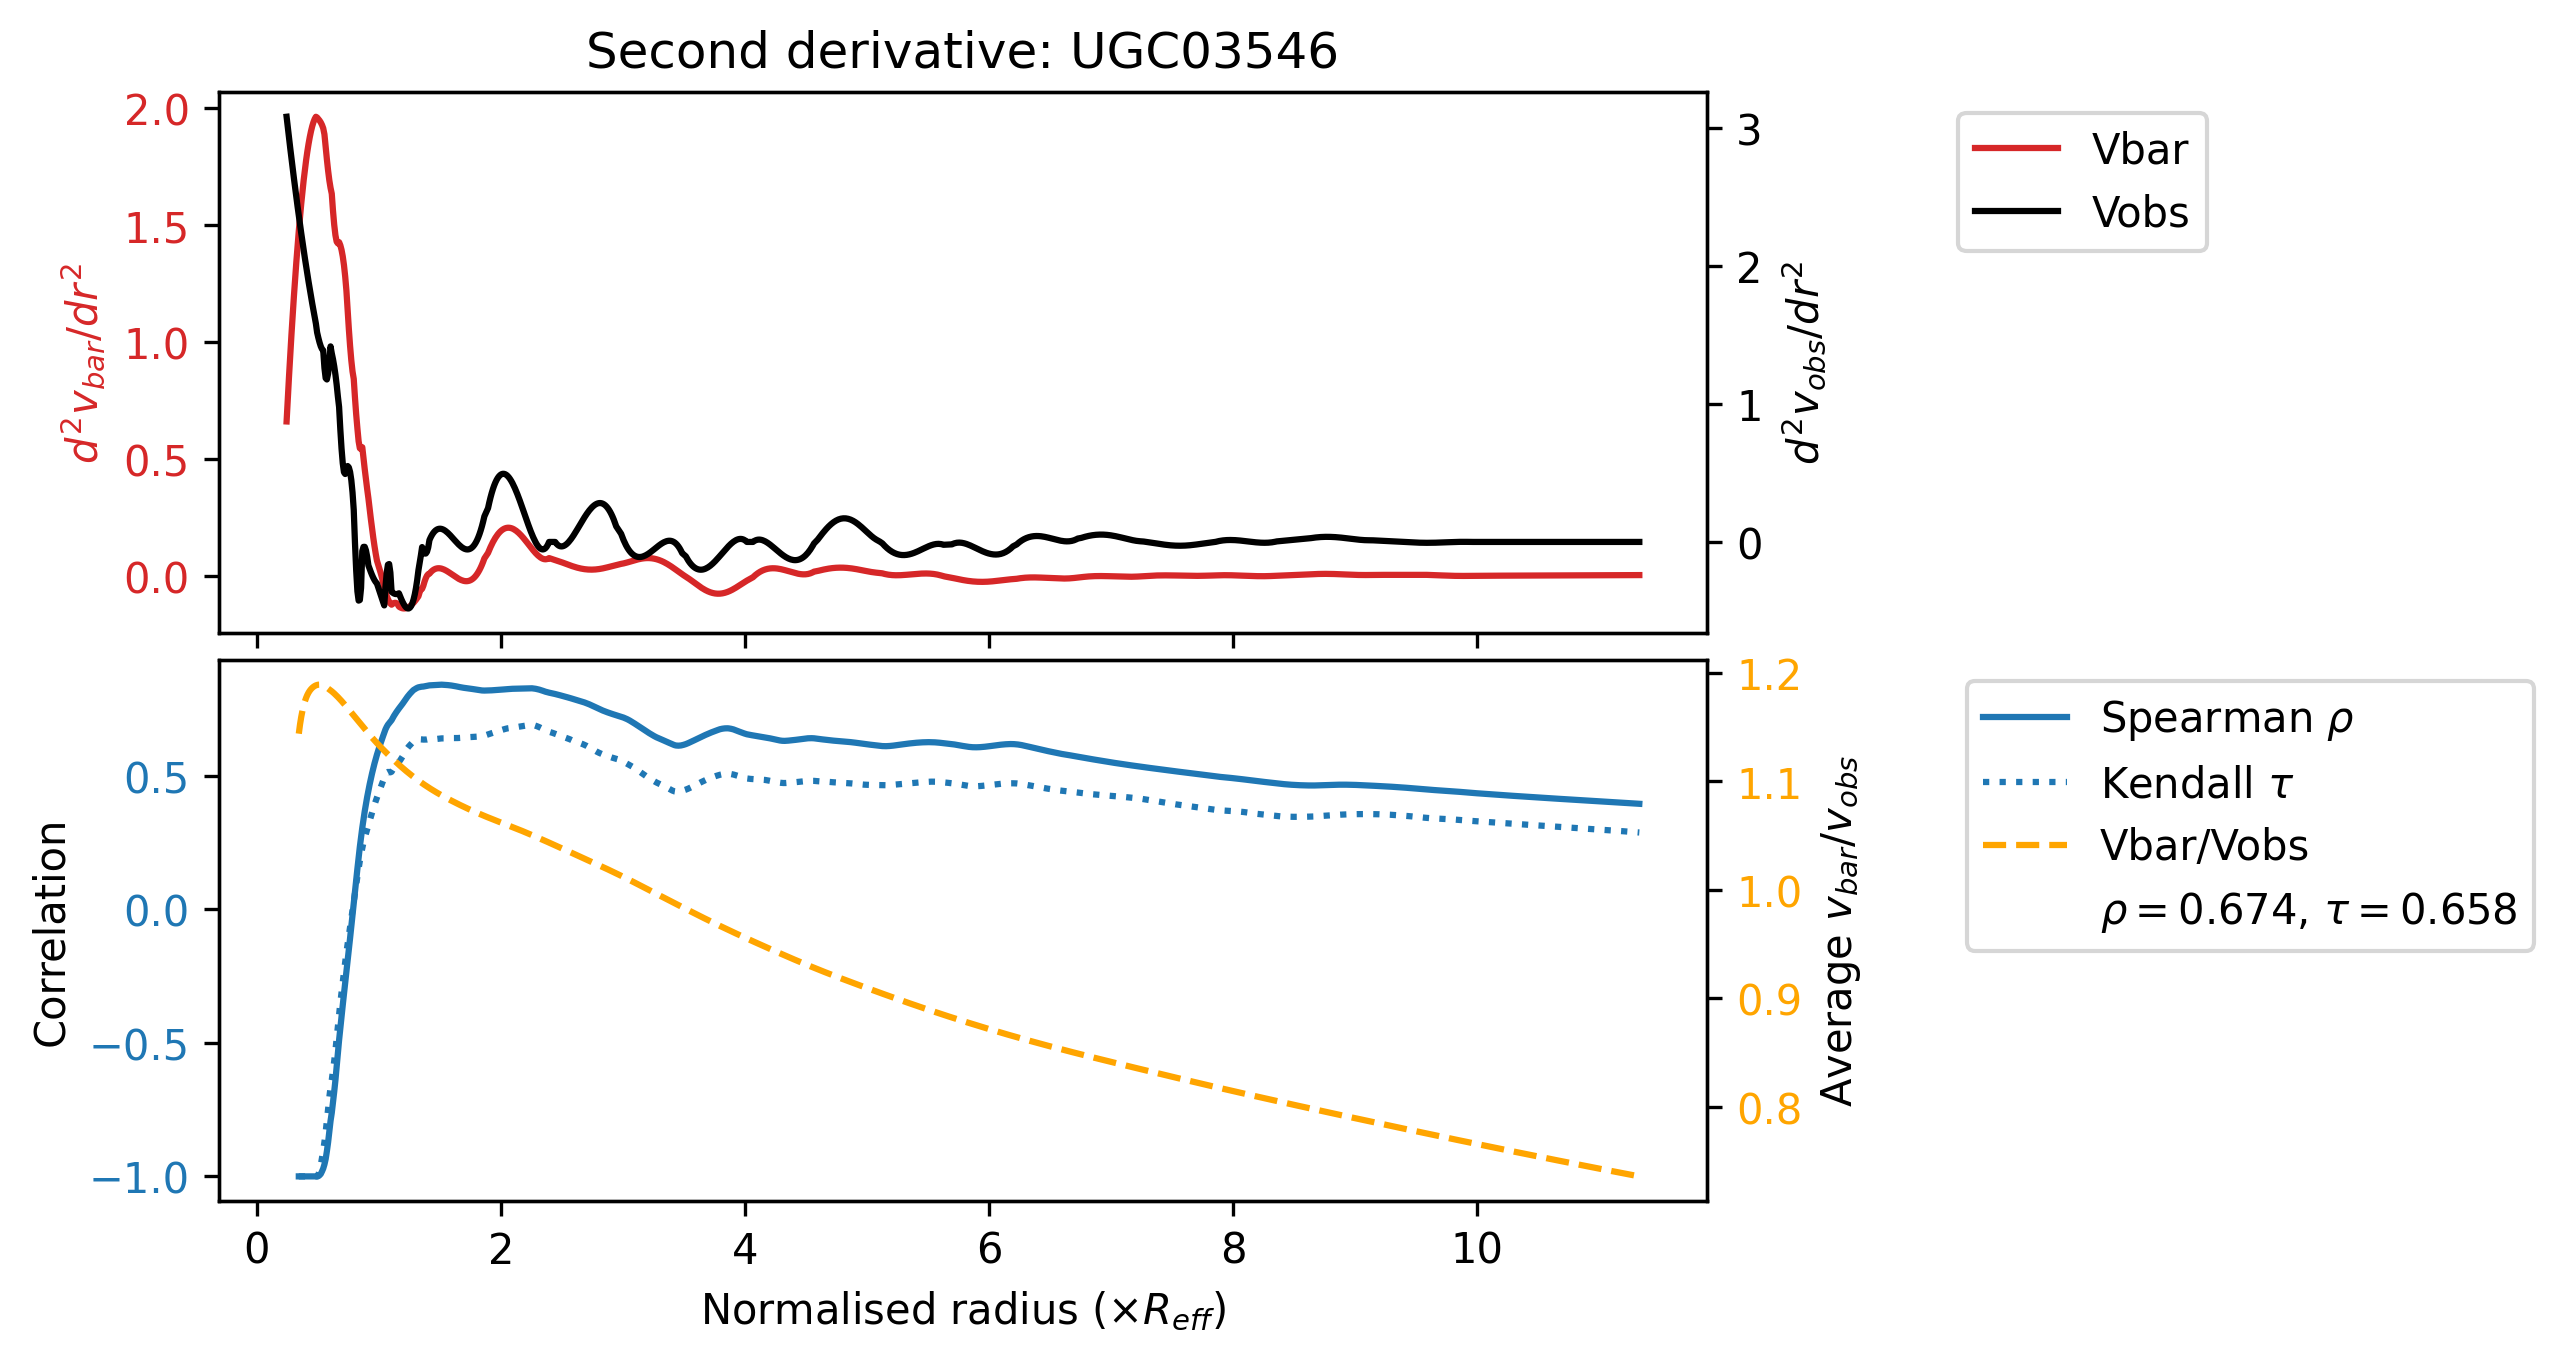 Second derivative: UGC03546
2.0
1.5
1.0
0.5
0.0
d²v_bar/dr²
3
2
1
0
d²v_obs/dr²
Vbar
Vobs
0.5
0.0
−0.5
−1.0
Correlation
1.2
1.1
1.0
0.9
0.8
Average v_bar/v_obs
Spearman ρ
Kendall τ
Vbar/Vobs
ρ = 0.674, τ = 0.658
0 2 4 6 8 10
Normalised radius (×R_eff)